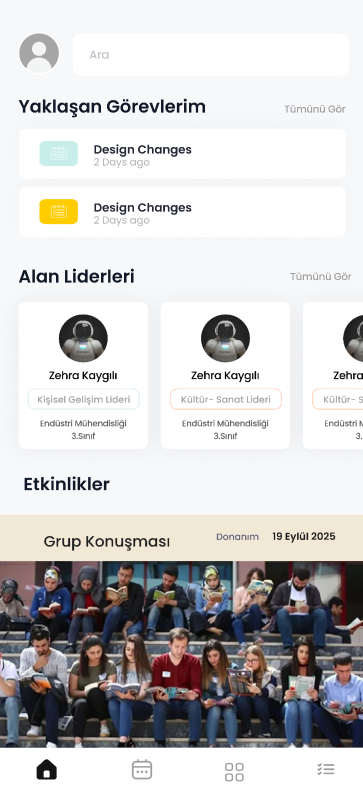 Ara
Yaklaşan Görevlerim
Tümünü Gör
Design Changes
2 Days ago
Design Changes
2 Days ago
Alan Liderleri
Tümünü Gör
Zehra Kaygılı
Zehra Kaygılı
Zehra
Kişisel Gelişim Lideri
Kültür- Sanat Lideri
Kültür- S
Endüstri Mühendisliği
Endüstri Mühendisliği
Endüstri M
3.Sınıf
3.Sınıf
3.
Etkinlikler
Grup Konuşması
Donanım
19 Eylül 2025